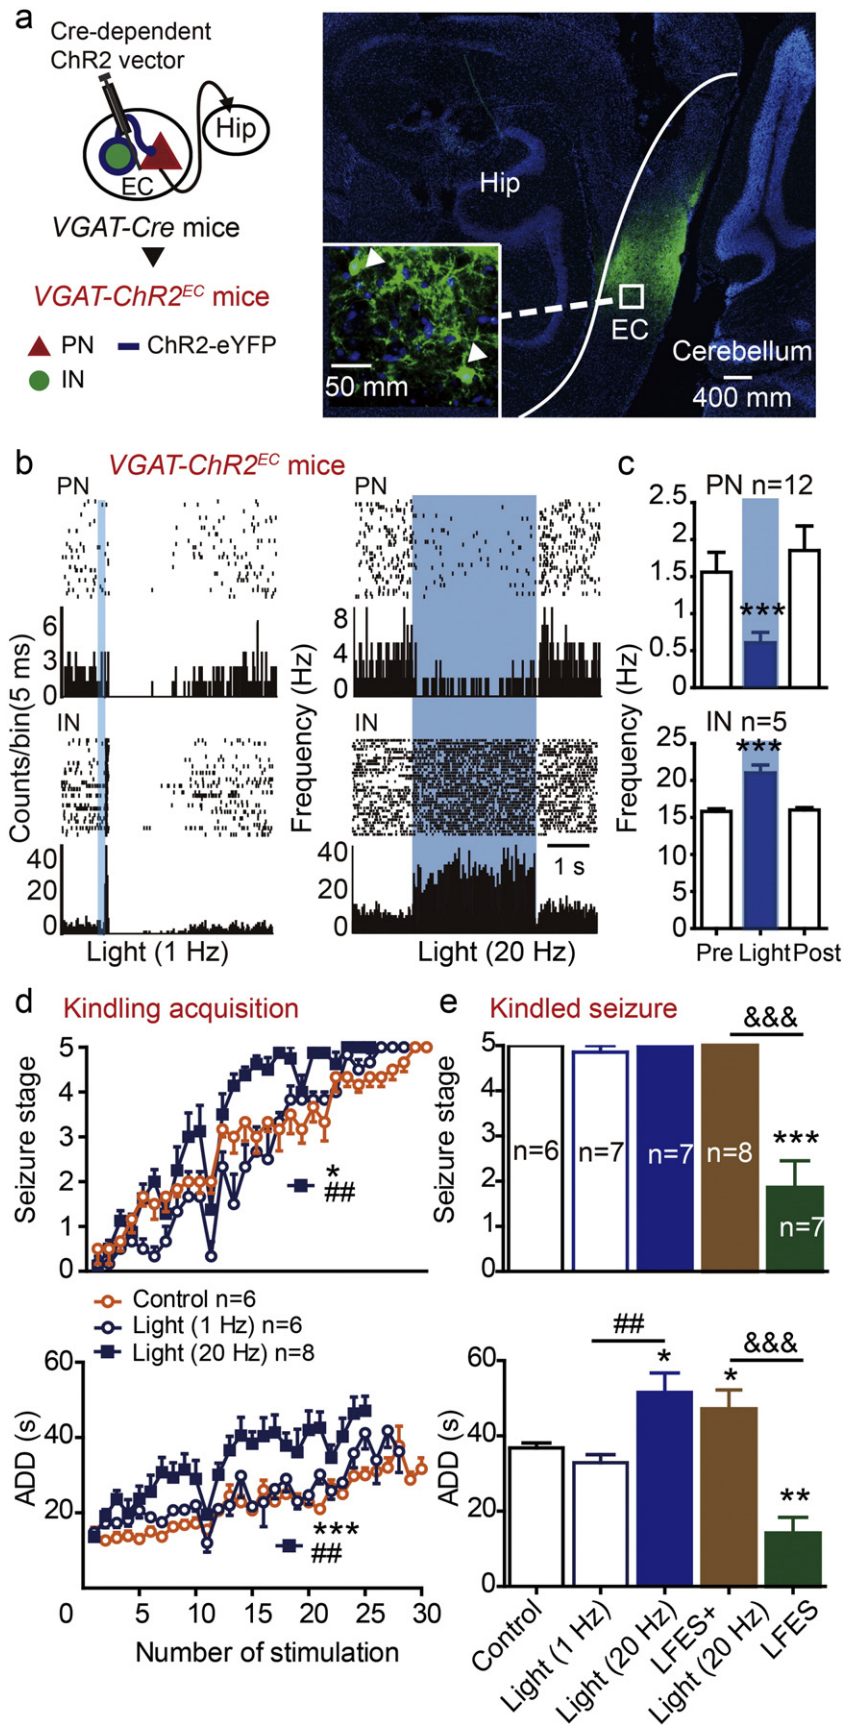 a
Cre-dependent
ChR2 vector
Hip
EC
VGAT-Cre mice
VGAT-ChR2EC mice
PN
ChR2-eYFP
IN
Hip
EC
Cerebellum
50 mm
400 mm
b
VGAT-ChR2EC mice
PN
PN
Counts/bin(5 ms)
6
3
0
Frequency (Hz)
8
4
0
IN
IN
40
20
0
40
20
0
1 s
Light (1 Hz)
Light (20 Hz)
c
PN n=12
2.5
2
1.5
1
0.5
0
***
Frequency (Hz)
IN n=5
25
20
15
10
5
0
***
Pre Light Post
d
Kindling acquisition
Seizure stage
5
4
3
2
1
0
*
##
Control n=6
Light (1 Hz) n=6
Light (20 Hz) n=8
ADD (s)
60
40
20
***
##
0 5 10 15 20 25 30
Number of stimulation
e
Kindled seizure
&&&
Seizure stage
5
4
3
2
1
0
n=6
n=7
n=7
n=8
***
n=7
ADD (s)
60
40
20
0
##
*
*
&&&
**
Control
Light (1 Hz)
Light (20 Hz)
LFES+
Light (20 Hz)
LFES